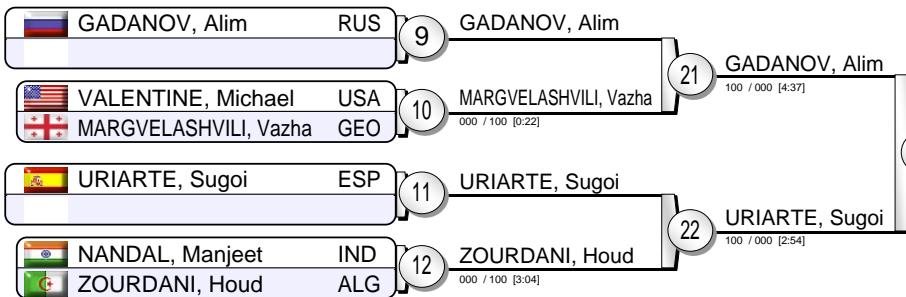 GADANOV, Alim RUS
9
GADANOV, Alim
VALENTINE, Michael USA
MARGVELASHVILI, Vazha GEO
10
MARGVELASHVILI, Vazha
000 / 100 [0:22]
21
GADANOV, Alim
100 / 000 [4:37]
URIARTE, Sugoi ESP
11
URIARTE, Sugoi
NANDAL, Manjeet IND
ZOURDANI, Houd ALG
12
ZOURDANI, Houd
000 / 100 [3:04]
22
URIARTE, Sugoi
100 / 000 [2:54]